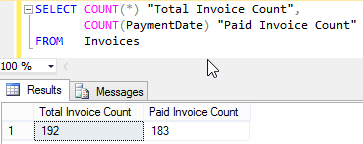 SELECT COUNT(*) "Total Invoice Count",
COUNT(PaymentDate) "Paid Invoice Count"
FROM Invoices
100 %
Results Messages
Total Invoice Count Paid Invoice Count
1 192 183